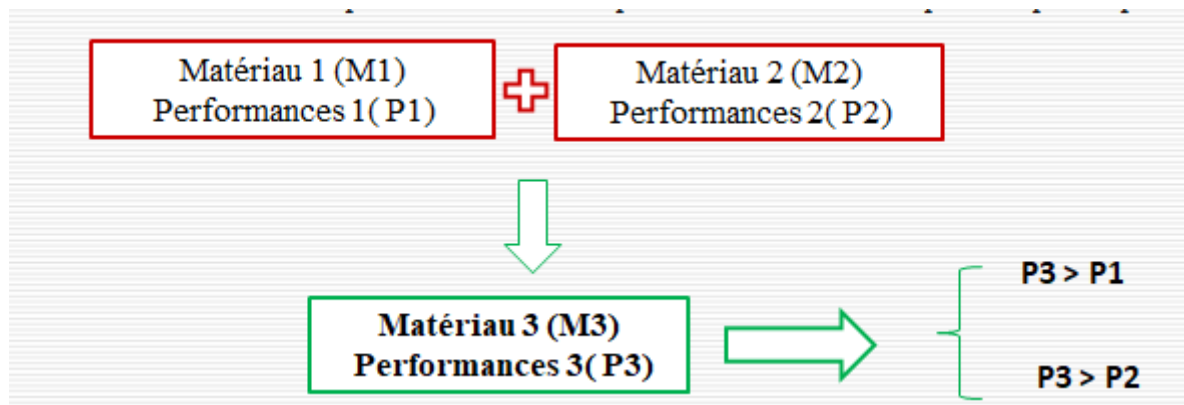 Matériau 1 (M1)
Performances 1( P1)
Matériau 2 (M2)
Performances 2( P2)
Matériau 3 (M3)
Performances 3( P3)
P3 > P1
P3 > P2